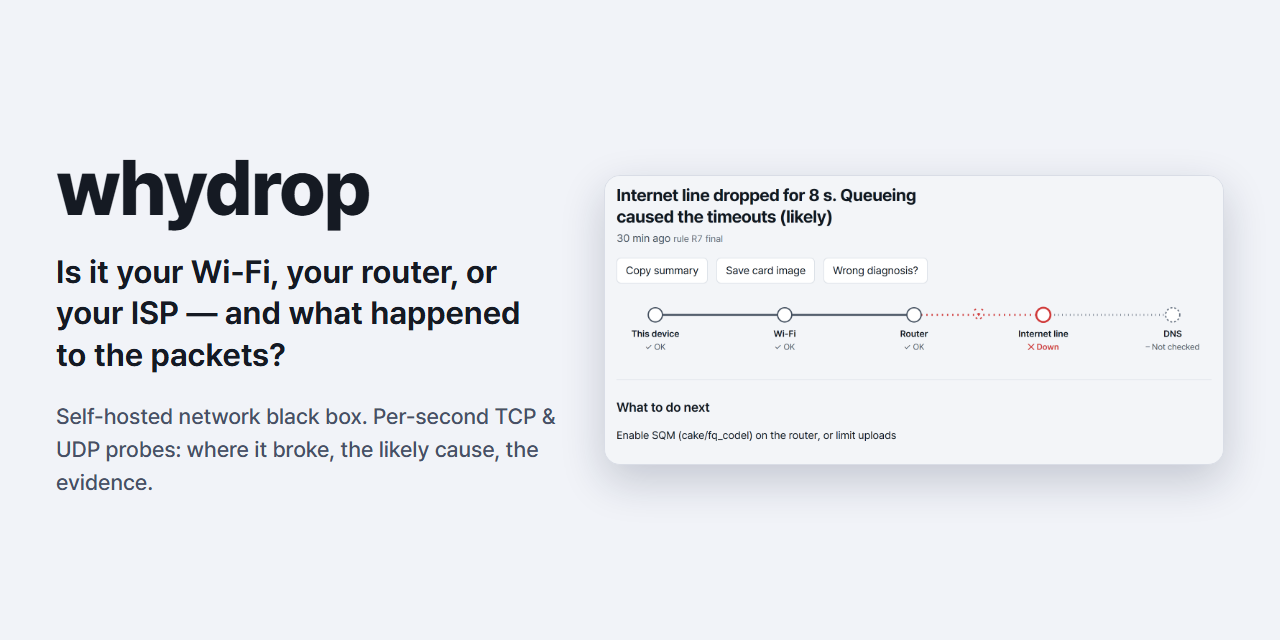 whydrop
Is it your Wi-Fi, your router, or
your ISP — and what happened
to the packets?
Self-hosted network black box. Per-second TCP &
UDP probes: where it broke, the likely cause, the
evidence.
Internet line dropped for 8 s. Queueing
caused the timeouts (likely)
30 min ago rule R7 final
Copy summary Save card image Wrong diagnosis?
This device Wi-Fi Router Internet line DNS
✓ OK ✓ OK ✓ OK ✕ Down – Not checked
What to do next
Enable SQM (cake/fq_codel) on the router, or limit uploads